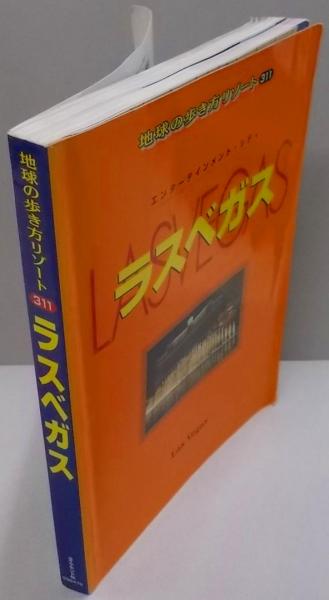 地球の歩き方リゾート 311
エンターテインメント・シティ
LAS VEGAS
ラスベガス
Las Vegas
地球の歩き方リゾート
311
ラスベガス